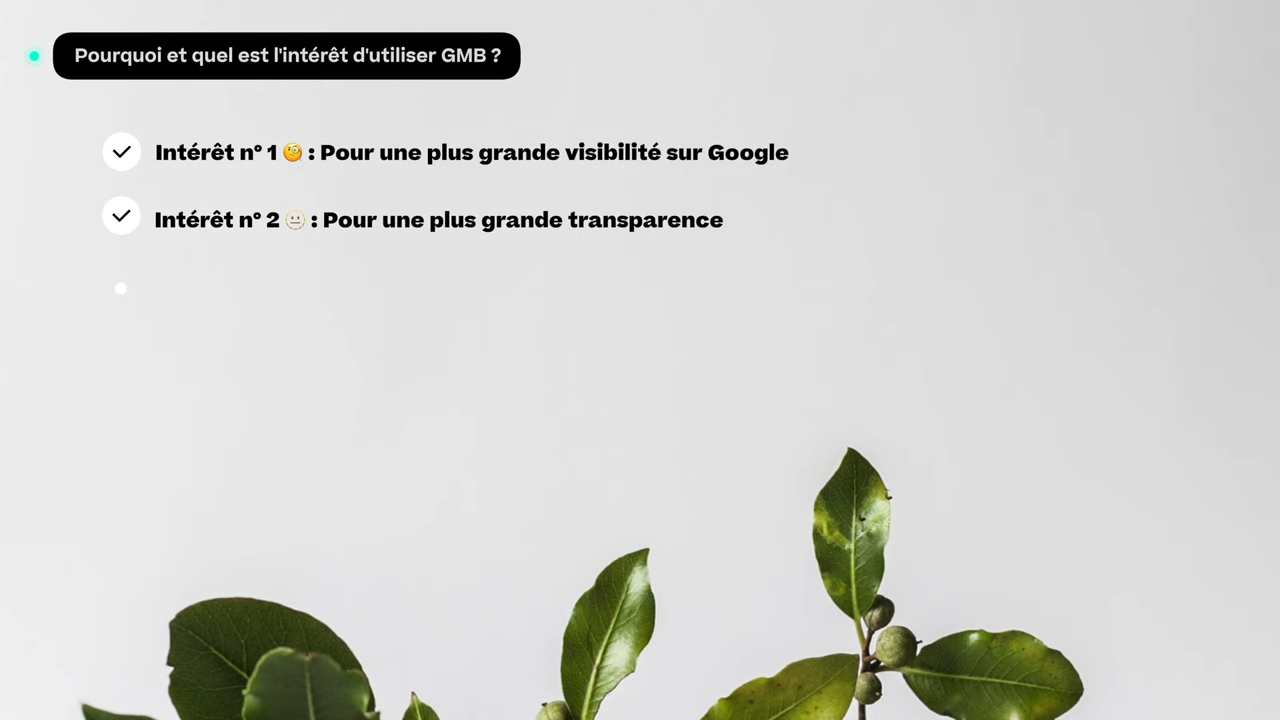 Pourquoi et quel est l'intérêt d'utiliser GMB ?
Intérêt n° 1 🧐 : Pour une plus grande visibilité sur Google
Intérêt n° 2 🫥 : Pour une plus grande transparence